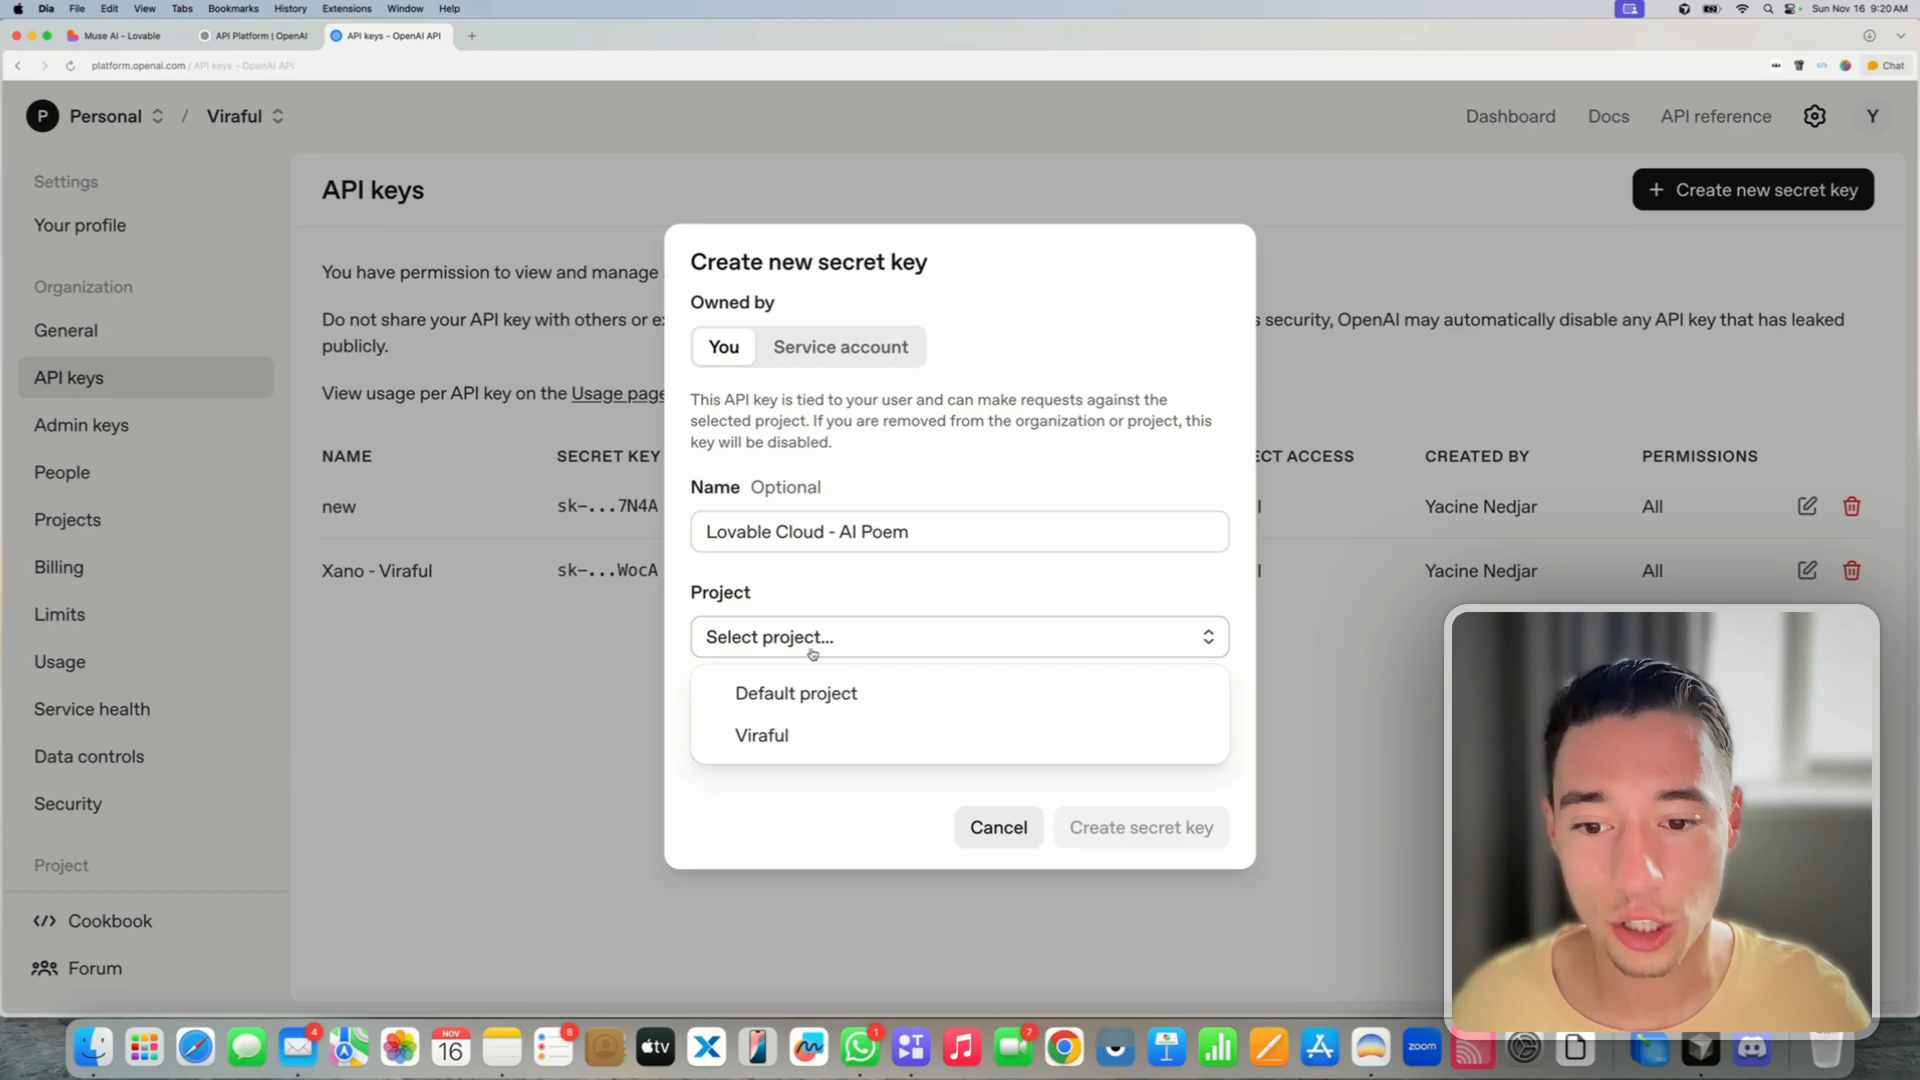 Dia File Edit View Tabs Bookmarks History Extensions Window Help
Sun Nov 16 9:20 AM
Muse AI - Lovable
API Platform | OpenAI
API keys - OpenAI API
platform.openai.com / API keys - OpenAI API
Chat
P Personal / Viraful
Dashboard Docs API reference Y
Settings
Your profile
Organization
General
API keys
Admin keys
People
Projects
Billing
Limits
Usage
Service health
Data controls
Security
Project
Cookbook
Forum
API keys
+ Create new secret key
You have permission to view and manage
Do not share your API key with others or ex
s security, OpenAI may automatically disable any API key that has leaked
publicly.
View usage per API key on the Usage page
NAME SECRET KEY CT ACCESS CREATED BY PERMISSIONS
new sk-...7N4A Yacine Nedjar All
Xano - Viraful sk-...WocA Yacine Nedjar All
Create new secret key
Owned by
You Service account
This API key is tied to your user and can make requests against the
selected project. If you are removed from the organization or project, this
key will be disabled.
Name Optional
Lovable Cloud - AI Poem
Project
Select project...
Default project
Viraful
Cancel Create secret key
4
NOV
16
8
tv
1
7
zoom